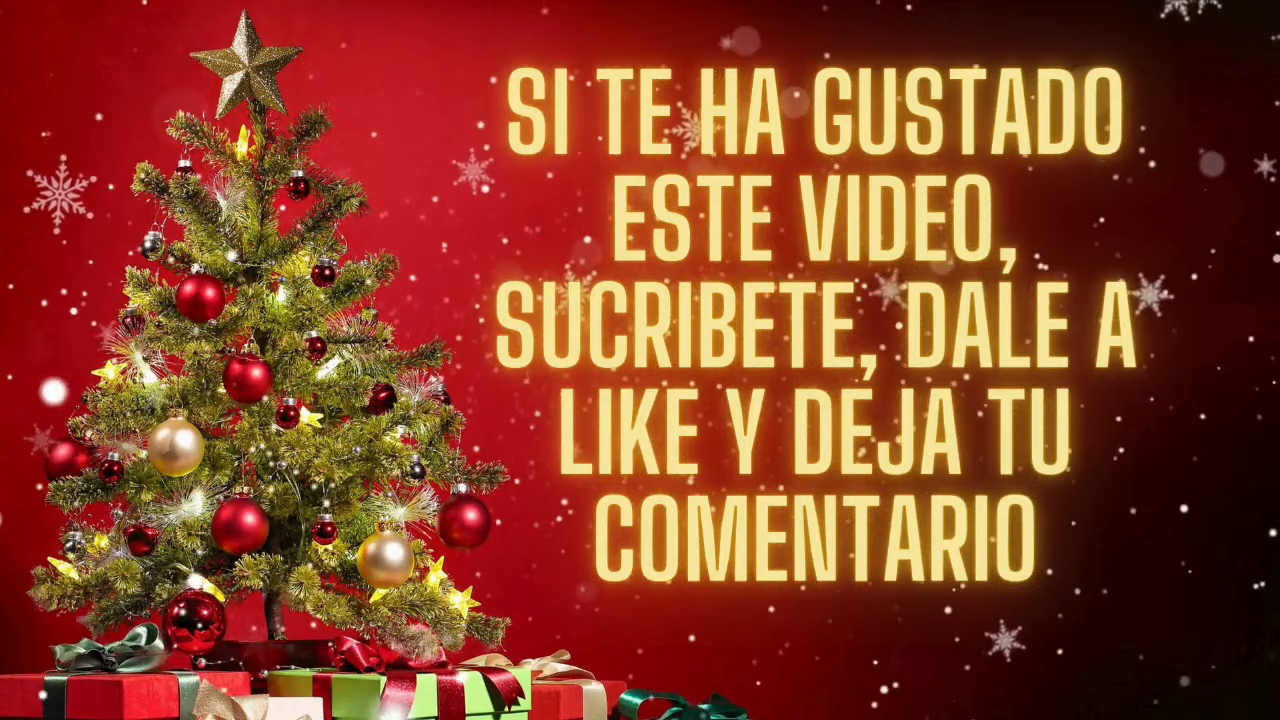 SI TE HA GUSTADO
ESTE VIDEO,
SUCRIBETE, DALE A
LIKE Y DEJA TU
COMENTARIO